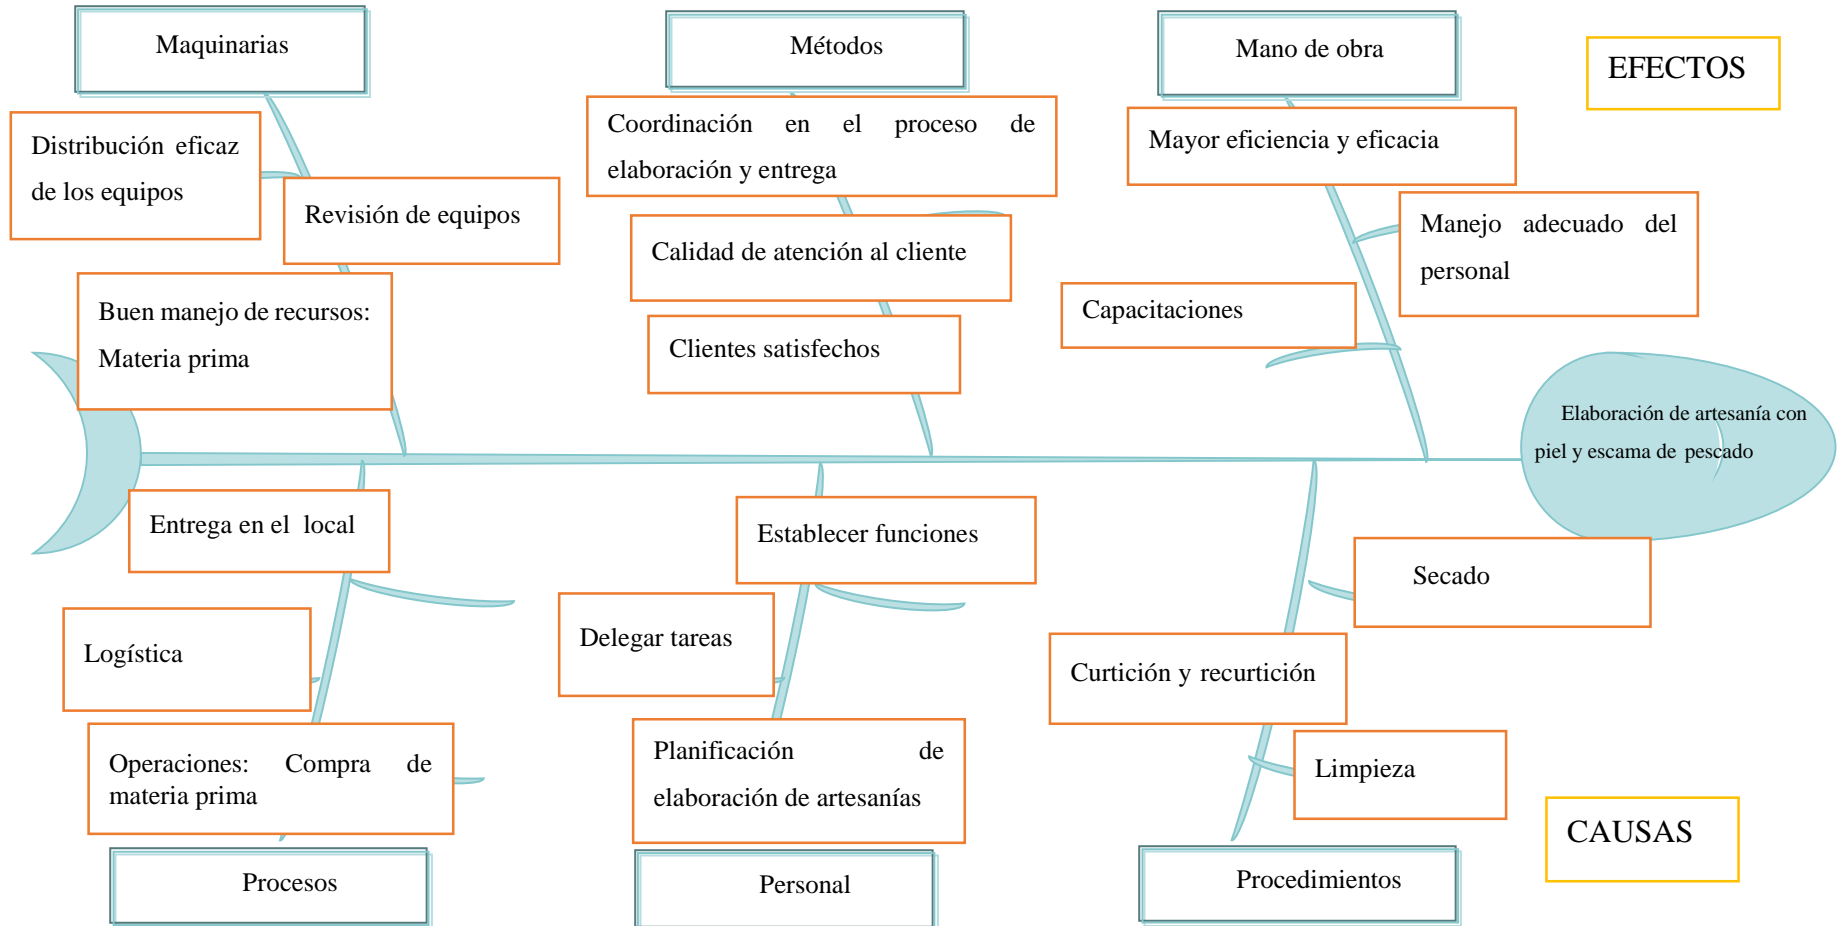 Maquinarias
Métodos
Mano de obra
EFECTOS
Distribución eficaz
de los equipos
Revisión de equipos
Buen manejo de recursos:
Materia prima
Coordinación en el proceso de
elaboración y entrega
Calidad de atención al cliente
Clientes satisfechos
Mayor eficiencia y eficacia
Manejo adecuado del
personal
Capacitaciones
Elaboración de artesanía con
piel y escama de pescado
Entrega en el local
Logística
Operaciones: Compra de
materia prima
Establecer funciones
Delegar tareas
Planificación de
elaboración de artesanías
Secado
Curtición y recurtición
Limpieza
CAUSAS
Procesos
Personal
Procedimientos